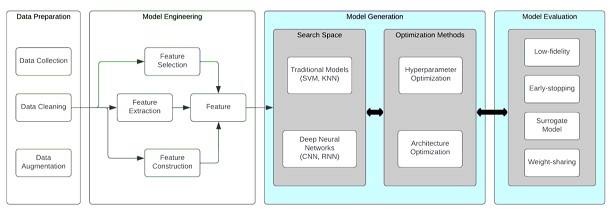 Data Preparation
Data Collection
Data Cleaning
Data
Augmentation
Model Engineering
Feature
Selection
Feature
Extraction
Feature
Construction
Feature
Model Generation
Search Space
Traditional Models
(SVM, KNN)
Deep Neural
Networks
(CNN, RNN)
Optimization Methods
Hyperparameter
Optimization
Architecture
Optimization
Model Evaluation
Low-fidelity
Early-stopping
Surrogate
Model
Weight-sharing